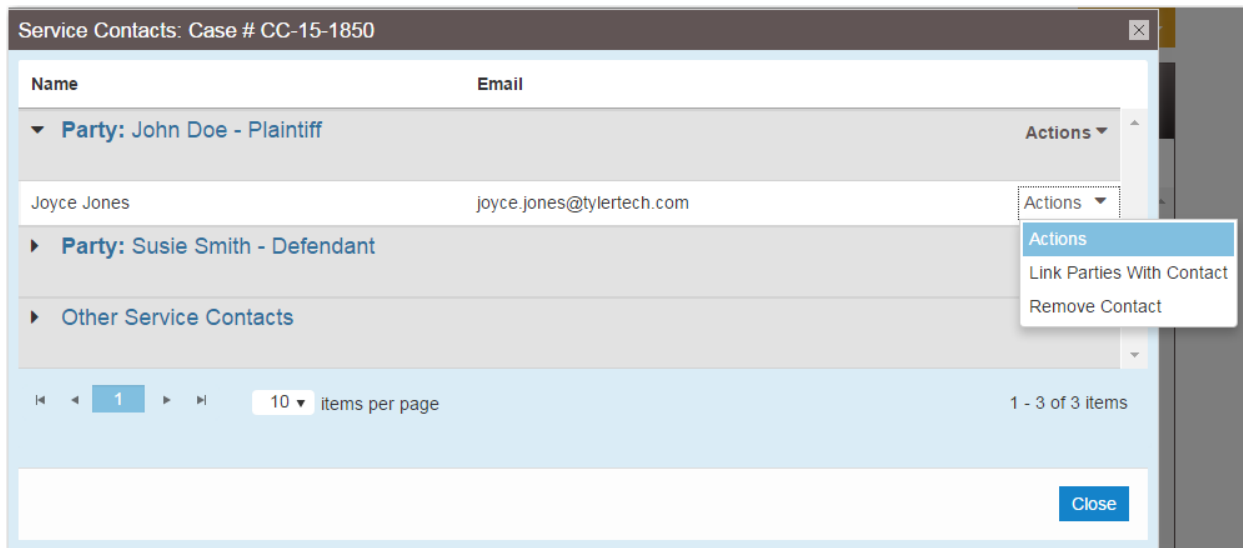 Service Contacts: Case # CC-15-1850
Name Email
Party: John Doe - Plaintiff Actions
Joyce Jones joyce.jones@tylertech.com Actions
Actions
Party: Susie Smith - Defendant
Link Parties With Contact
Remove Contact
Other Service Contacts
1 10 items per page 1 - 3 of 3 items
Close